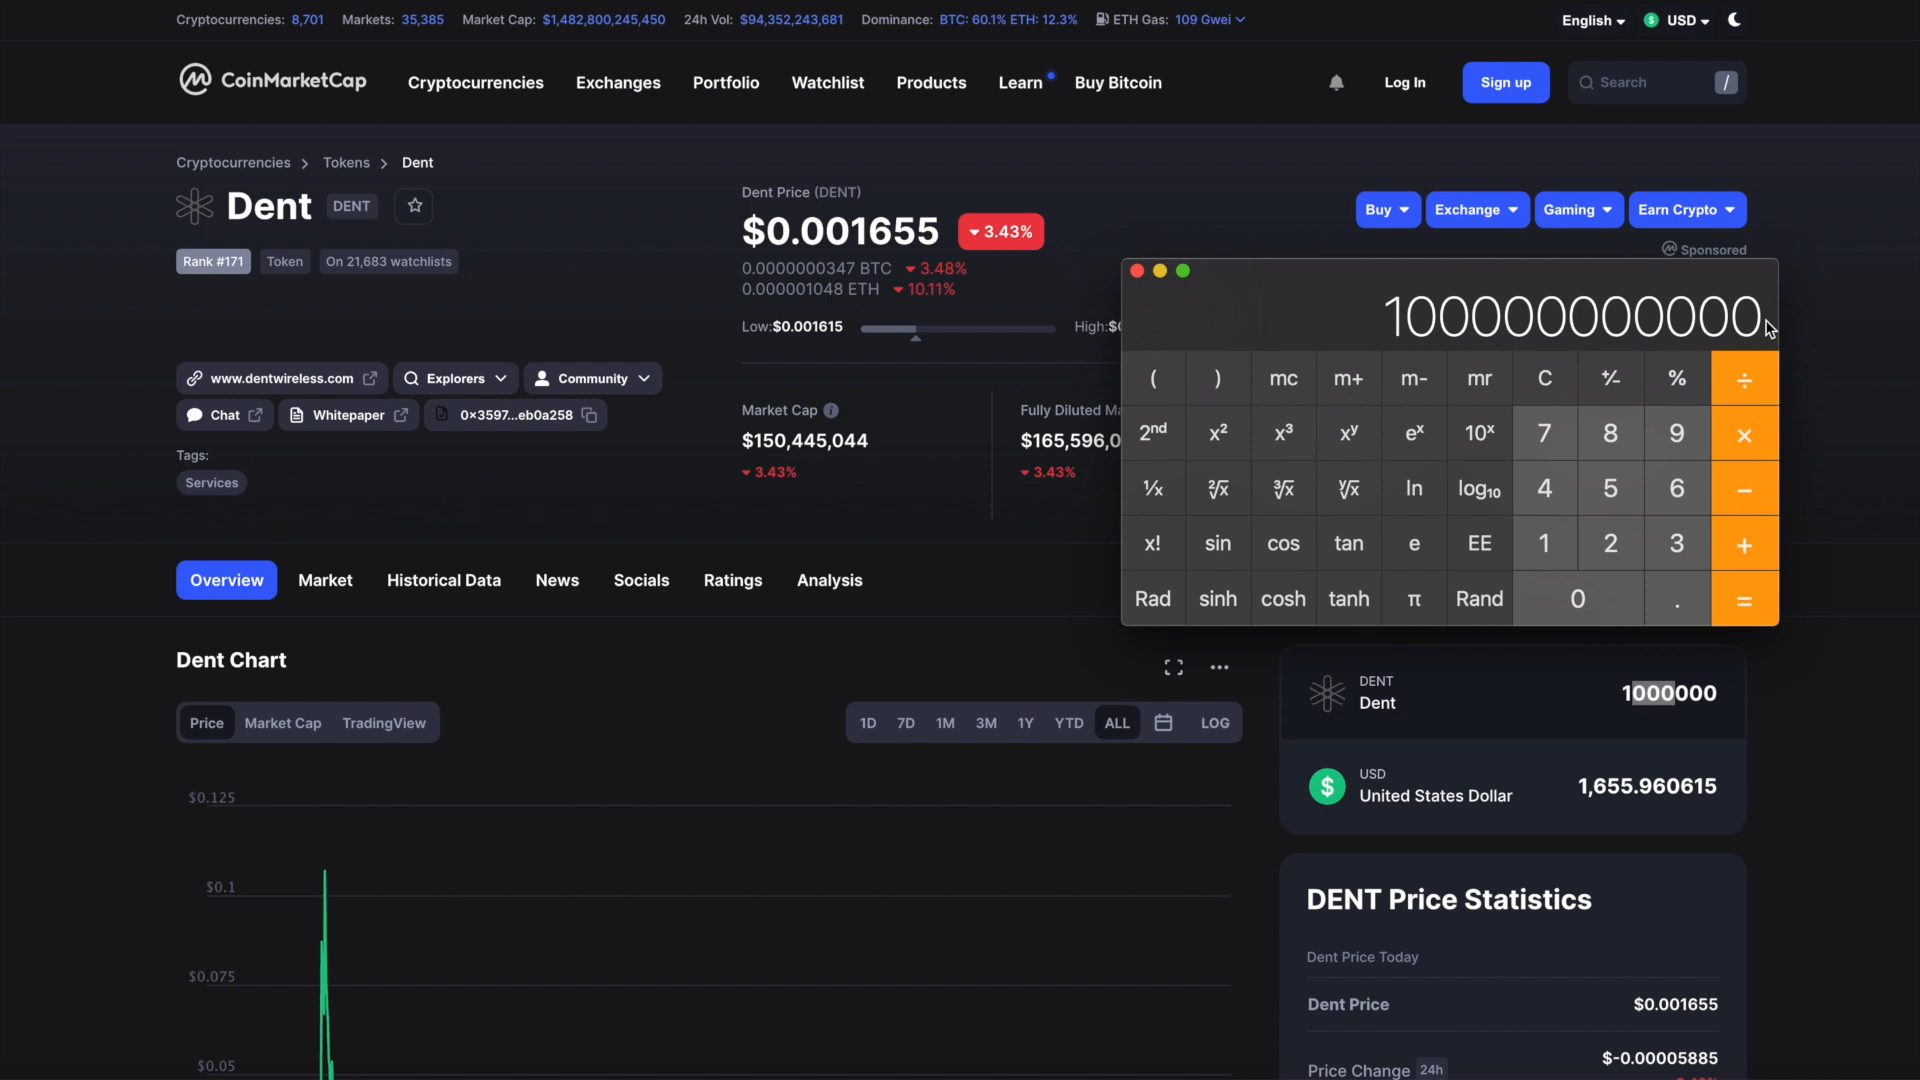 Cryptocurrencies: 8,701 Markets: 35,385 Market Cap: $1,482,800,245,450 24h Vol: $94,352,243,681 Dominance: BTC: 60.1% ETH: 12.3% ETH Gas: 109 Gwei English USD
CoinMarketCap Cryptocurrencies Exchanges Portfolio Watchlist Products Learn Buy Bitcoin Log In Sign up Search /
Cryptocurrencies > Tokens > Dent
Dent DENT
Rank #171 Token On 21,683 watchlists
www.dentwireless.com Explorers Community
Chat Whitepaper 0x3597...eb0a258
Tags:
Services
Dent Price (DENT)
$0.001655 3.43%
0.0000000347 BTC 3.48%
0.000001048 ETH 10.11%
Low:$0.001615 High:
Market Cap
$150,445,044
3.43%
Fully Diluted
$165,596,0
3.43%
Buy Exchange Gaming Earn Crypto
Sponsored
100000000000
( ) mc m+ m- mr C +/- % ÷
2nd x² x³ xʸ eˣ 10ˣ 7 8 9 ×
1/x ²√x ³√x ʸ√x ln log₁₀ 4 5 6 −
x! sin cos tan e EE 1 2 3 +
Rad sinh cosh tanh π Rand 0 . =
Overview Market Historical Data News Socials Ratings Analysis
Dent Chart
Price Market Cap TradingView 1D 7D 1M 3M 1Y YTD ALL LOG
$0.125
$0.1
$0.075
$0.05
DENT
Dent 1000000
USD
United States Dollar 1,655.960615
DENT Price Statistics
Dent Price Today
Dent Price $0.001655
Price Change 24h $-0.00005885